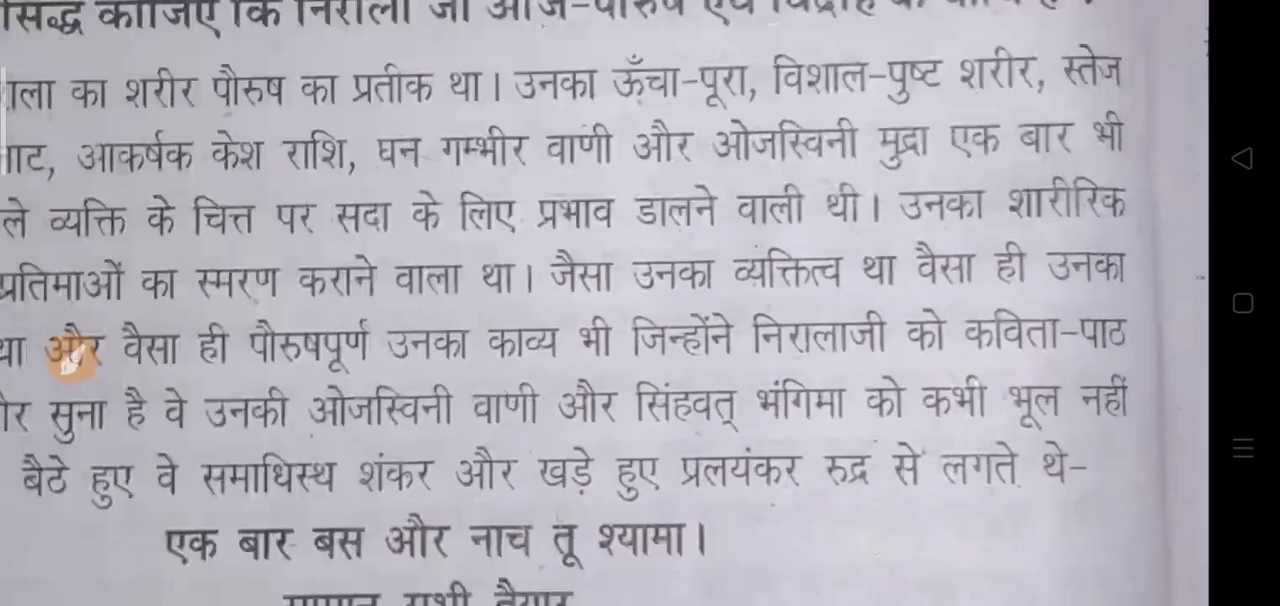 सिद्ध कीजिए कि निराला जी ओज-पौरुष एवं विद्रोह के
ाला का शरीर पौरुष का प्रतीक था। उनका ऊँचा-पूरा, विशाल-पुष्ट शरीर, स्तेज
ाट, आकर्षक केश राशि, घन गम्भीर वाणी और ओजस्विनी मुद्रा एक बार भी
ले व्यक्ति के चित्त पर सदा के लिए प्रभाव डालने वाली थी। उनका शारीरिक
प्रतिमाओं का स्मरण कराने वाला था। जैसा उनका व्यक्तित्व था वैसा ही उनका
था और वैसा ही पौरुषपूर्ण उनका काव्य भी जिन्होंने निरालाजी को कविता-पाठ
सुना है वे उनकी ओजस्विनी वाणी और सिंहवत् भंगिमा को कभी भूल नहीं
बैठे हुए वे समाधिस्थ शंकर और खड़े हुए प्रलयंकर रुद्र से लगते थे-
एक बार बस और नाच तू श्यामा।
सामान सभी तैयार